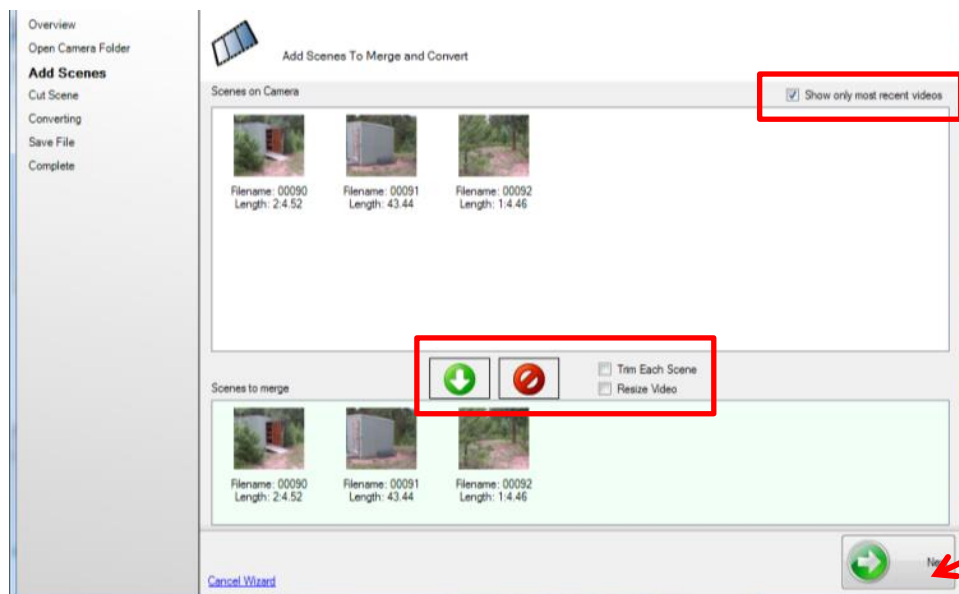 Overview
Open Camera Folder
Add Scenes
Cut Scene
Converting
Save File
Complete
Add Scenes To Merge and Convert
Scenes on Camera
Show only most recent videos
Filename: 00090
Length: 2:4.52
Filename: 00091
Length: 43.44
Filename: 00092
Length: 1:4.46
Trim Each Scene
Resize Video
Scenes to merge
Filename: 00090
Length: 2:4.52
Filename: 00091
Length: 43.44
Filename: 00092
Length: 1:4.46
Cancel Wizard